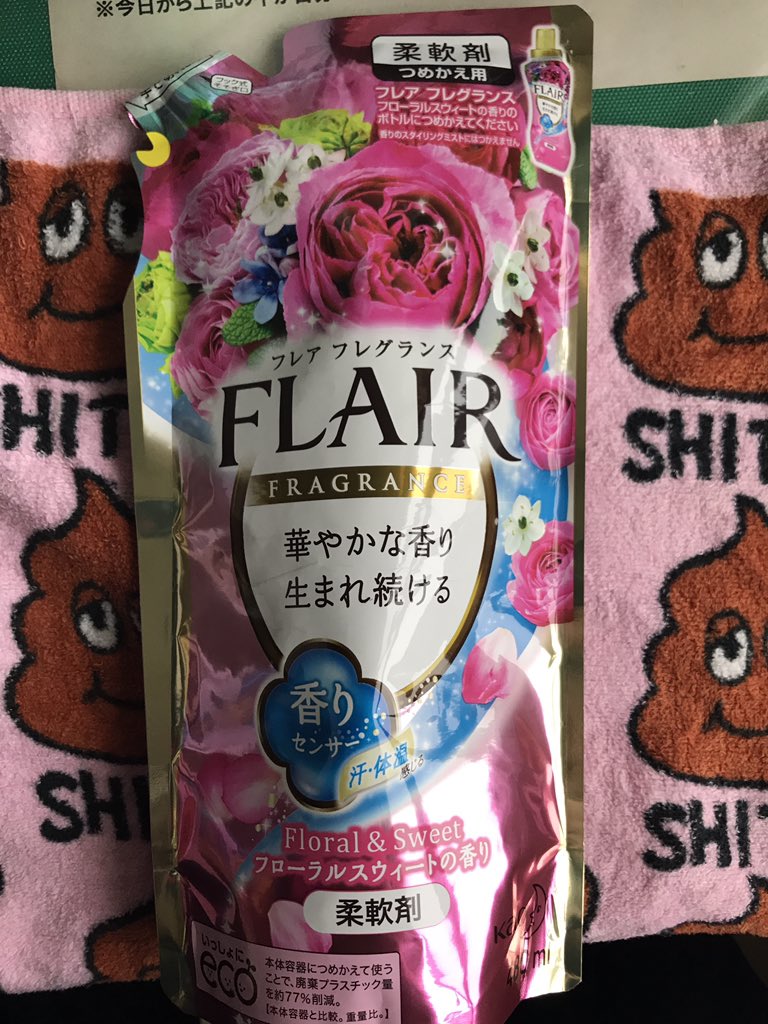 ※今日から上記の
柔軟剤
つめかえ用
フック式
そそぎ口
フレア フレグランス
フローラルスウィートの香りの
ボトルにつめかえてください
香りのスタイリングミストにはつかえません
FLAIR
フレア フレグランス
FLAIR
FRAGRANCE
華やかな香り
生まれ続ける
香り
センサー
汗・体温
感じる
Floral & Sweet
フローラルスウィートの香り
柔軟剤
いっしょに
eco
本体容器につめかえて使う
ことで、廃棄プラスチック量
を約77%削減。
【本体容器と比較。重量比。】
HIT
SHIT
SHIT
SHIT